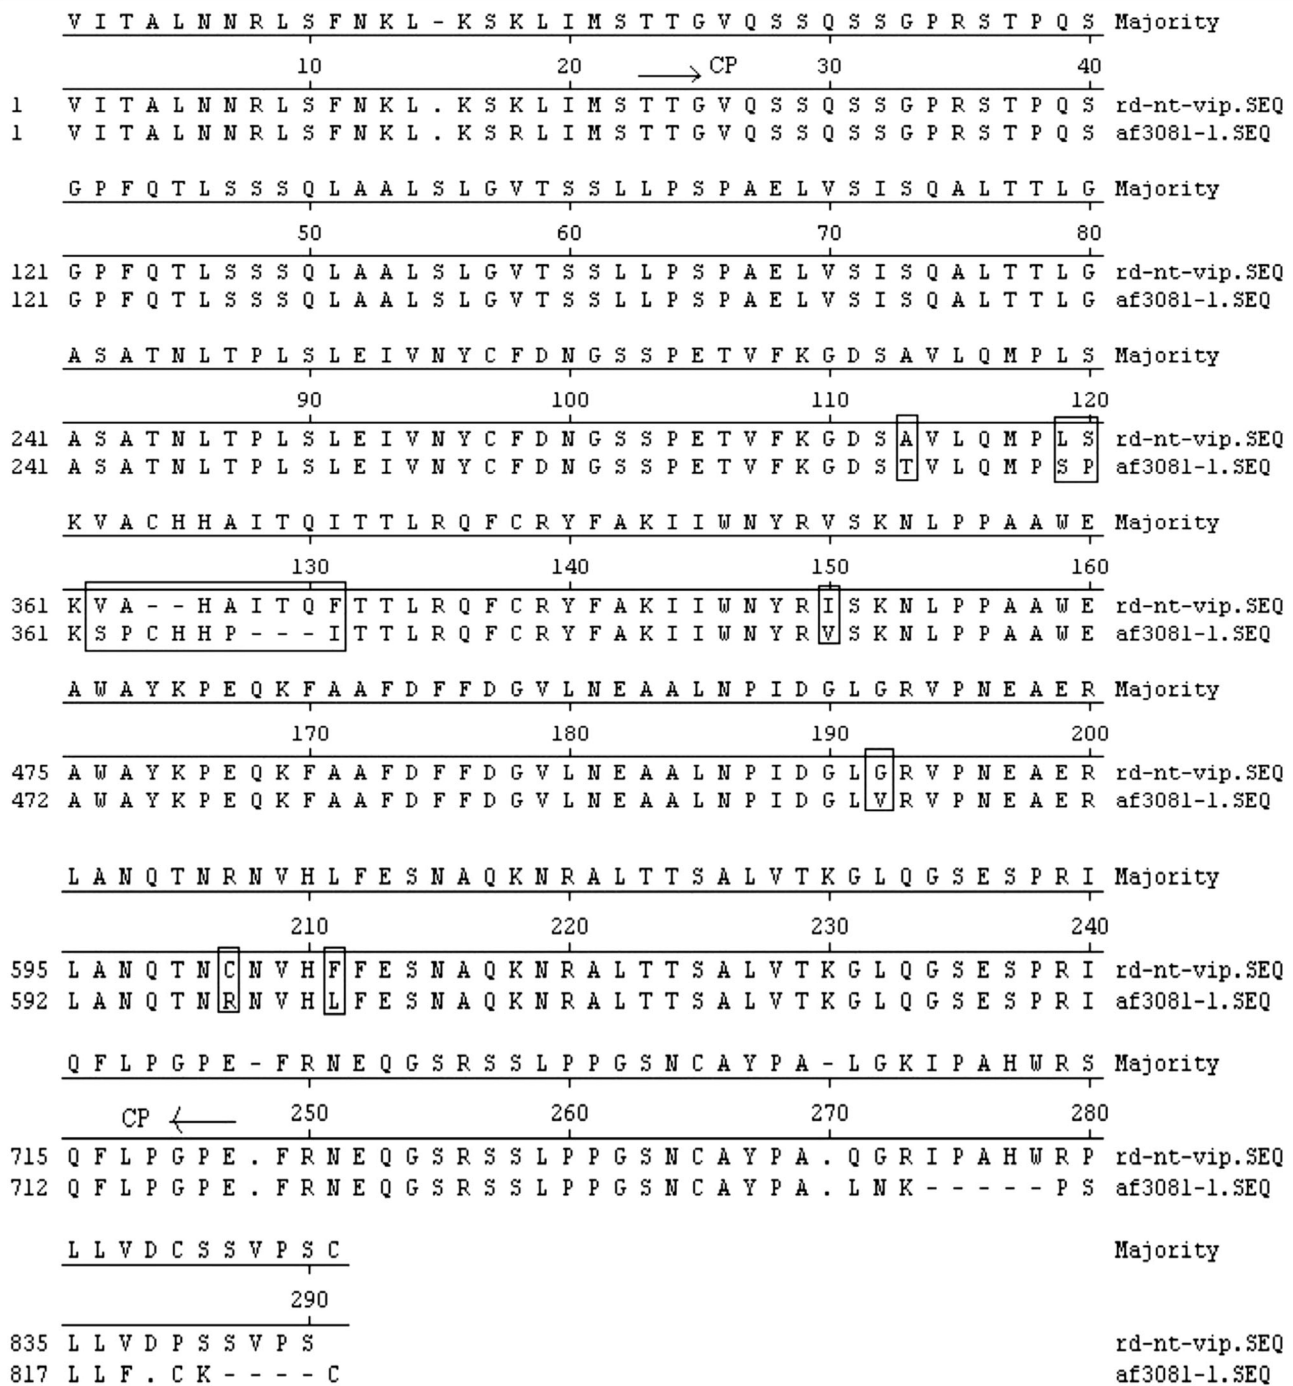 V I T A L N N R L S F N K L - K S K L I M S T T G V Q S S Q S S G P R S T P Q S Majority
10 20 → CP 30 40
1 V I T A L N N R L S F N K L . K S K L I M S T T G V Q S S Q S S G P R S T P Q S rd-nt-vip.SEQ
1 V I T A L N N R L S F N K L . K S R L I M S T T G V Q S S Q S S G P R S T P Q S af3081-1.SEQ
G P F Q T L S S S Q L A A L S L G V T S S L L P S P A E L V S I S Q A L T T L G Majority
50 60 70 80
121 G P F Q T L S S S Q L A A L S L G V T S S L L P S P A E L V S I S Q A L T T L G rd-nt-vip.SEQ
121 G P F Q T L S S S Q L A A L S L G V T S S L L P S P A E L V S I S Q A L T T L G af3081-1.SEQ
A S A T N L T P L S L E I V N Y C F D N G S S P E T V F K G D S A V L Q M P L S Majority
90 100 110 120
241 A S A T N L T P L S L E I V N Y C F D N G S S P E T V F K G D S A V L Q M P L S rd-nt-vip.SEQ
241 A S A T N L T P L S L E I V N Y C F D N G S S P E T V F K G D S T V L Q M P S P af3081-1.SEQ
K V A C H H A I T Q I T T L R Q F C R Y F A K I I W N Y R V S K N L P P A A W E Majority
130 140 150 160
361 K V A - - H A I T Q F T T L R Q F C R Y F A K I I W N Y R I S K N L P P A A W E rd-nt-vip.SEQ
361 K S P C H H P - - - I T T L R Q F C R Y F A K I I W N Y R V S K N L P P A A W E af3081-1.SEQ
A W A Y K P E Q K F A A F D F F D G V L N E A A L N P I D G L G R V P N E A E R Majority
170 180 190 200
475 A W A Y K P E Q K F A A F D F F D G V L N E A A L N P I D G L G R V P N E A E R rd-nt-vip.SEQ
472 A W A Y K P E Q K F A A F D F F D G V L N E A A L N P I D G L V R V P N E A E R af3081-1.SEQ
L A N Q T N R N V H L F E S N A Q K N R A L T T S A L V T K G L Q G S E S P R I Majority
210 220 230 240
595 L A N Q T N C N V H F F E S N A Q K N R A L T T S A L V T K G L Q G S E S P R I rd-nt-vip.SEQ
592 L A N Q T N R N V H L F E S N A Q K N R A L T T S A L V T K G L Q G S E S P R I af3081-1.SEQ
Q F L P G P E - F R N E Q G S R S S L P P G S N C A Y P A - L G K I P A H W R S Majority
CP ← 250 260 270 280
715 Q F L P G P E . F R N E Q G S R S S L P P G S N C A Y P A . Q G R I P A H W R P rd-nt-vip.SEQ
712 Q F L P G P E . F R N E Q G S R S S L P P G S N C A Y P A . L N K - - - - - P S af3081-1.SEQ
L L V D C S S V P S C Majority
290
835 L L V D P S S V P S rd-nt-vip.SEQ
817 L L F . C K - - - - C af3081-1.SEQ